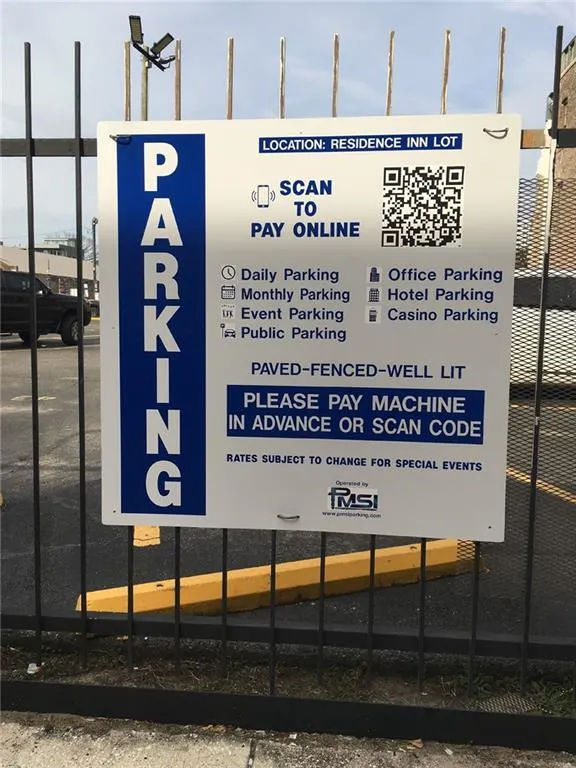 PARKING
LOCATION: RESIDENCE INN LOT
SCAN
TO
PAY ONLINE
Daily Parking
Monthly Parking
Event Parking
Public Parking
Office Parking
Hotel Parking
Casino Parking
PAVED-FENCED-WELL LIT
PLEASE PAY MACHINE
IN ADVANCE OR SCAN CODE
RATES SUBJECT TO CHANGE FOR SPECIAL EVENTS
Operated by
PMSI
www.pmsiparking.com